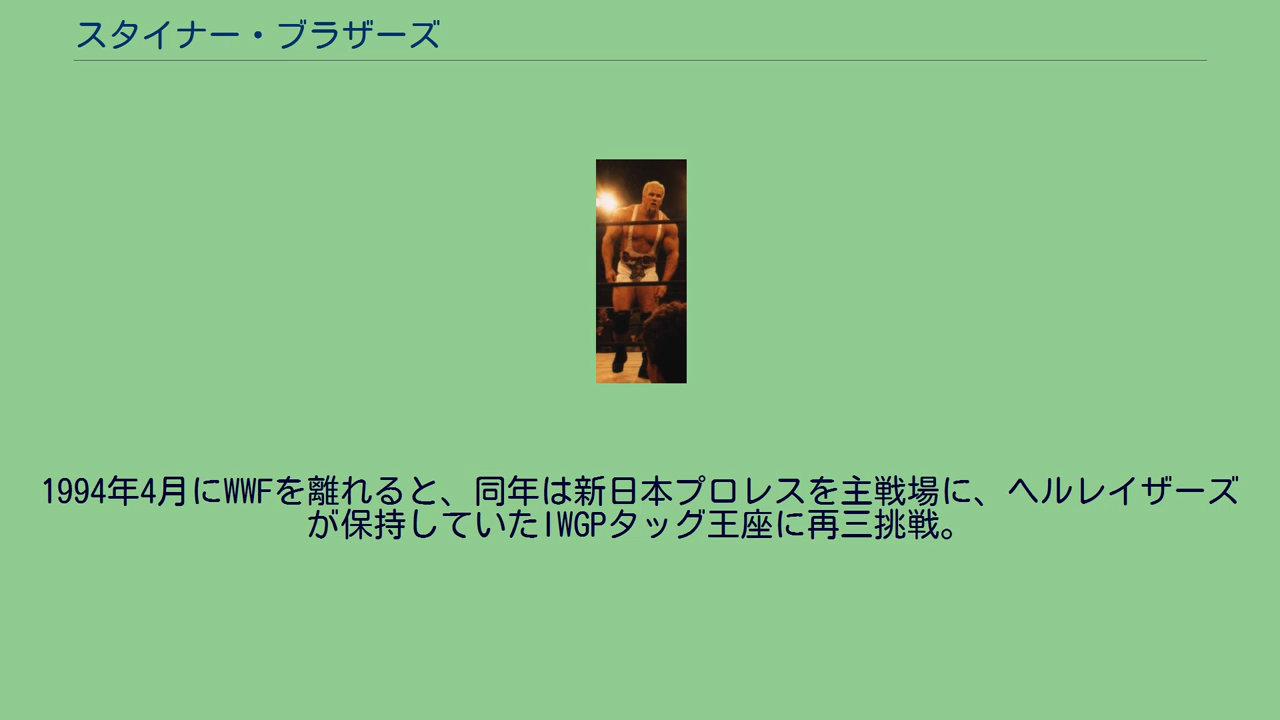 スタイナー・ブラザーズ
1994年4月にWWFを離れると、同年は新日本プロレスを主戦場に、ヘルレイザーズ
が保持していたIWGPタッグ王座に再三挑戦。